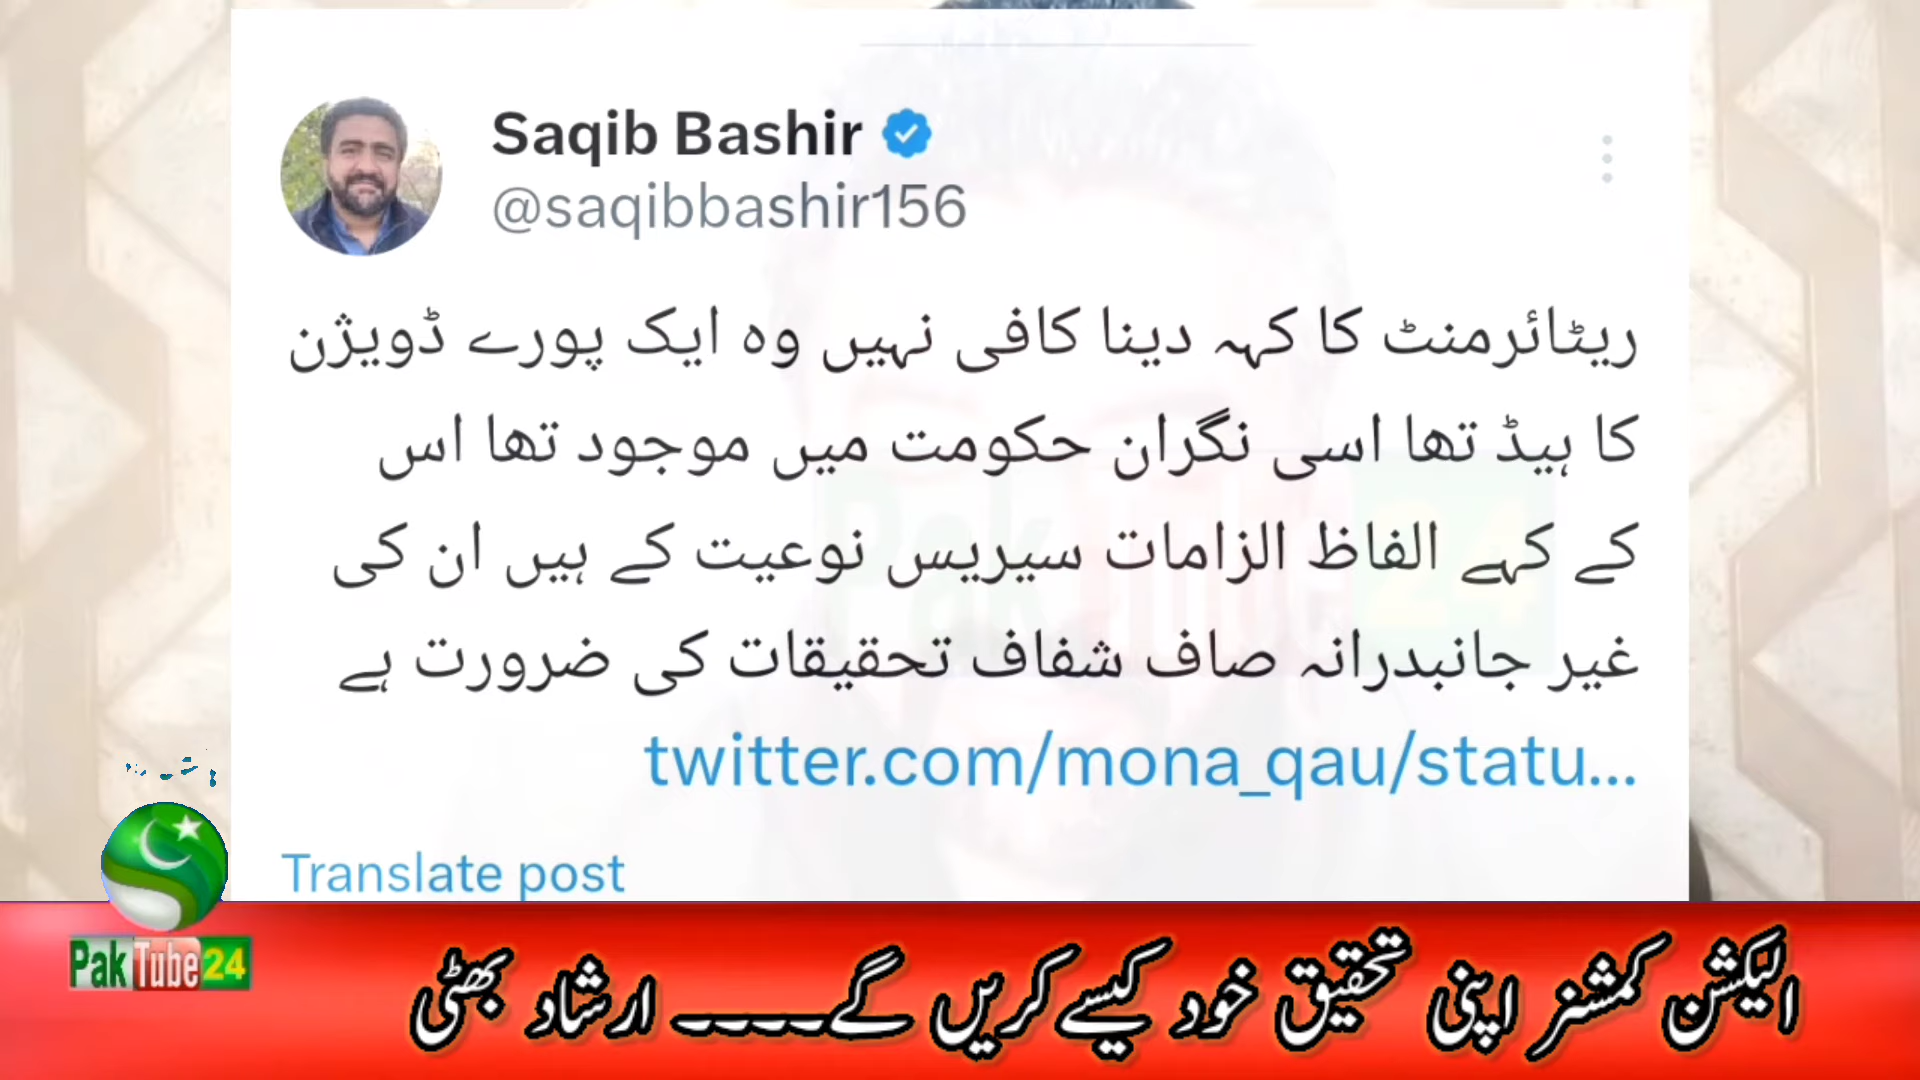 Saqib Bashir
@saqibbashir156
ریٹائرمنٹ کا کہہ دینا کافی نہیں وہ ایک پورے ڈویژن
کا ہیڈ تھا اسی نگران حکومت میں موجود تھا اس
کے کہے الفاظ الزامات سیریس نوعیت کے ہیں ان کی
غیر جانبدرانہ صاف شفاف تحقیقات کی ضرورت ہے
twitter.com/mona_qau/statu...
Translate post
PakTube24
الیکشن کمشنر اپنی تحقیق خود کیسے کریں گے---- ارشاد بھٹی